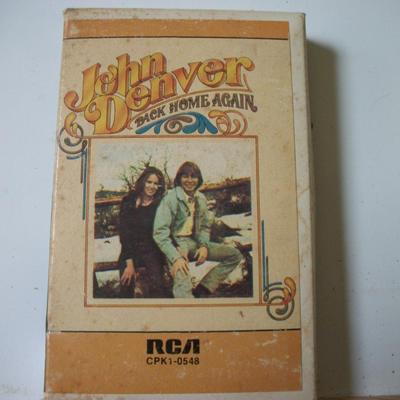 John
Denver
BACK HOME AGAIN
RCA
CPK1-0548